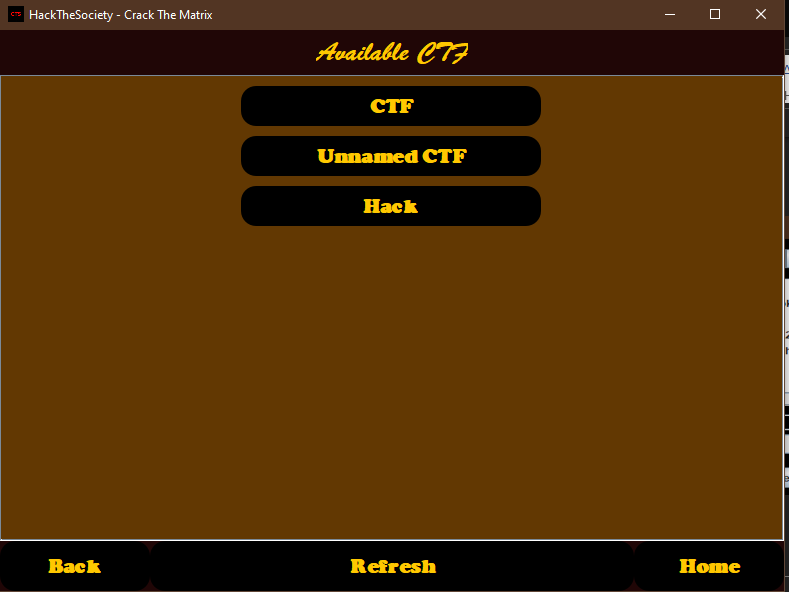 HackTheSociety - Crack The Matrix
Available CTF
CTF
Unnamed CTF
Hack
Back Refresh Home